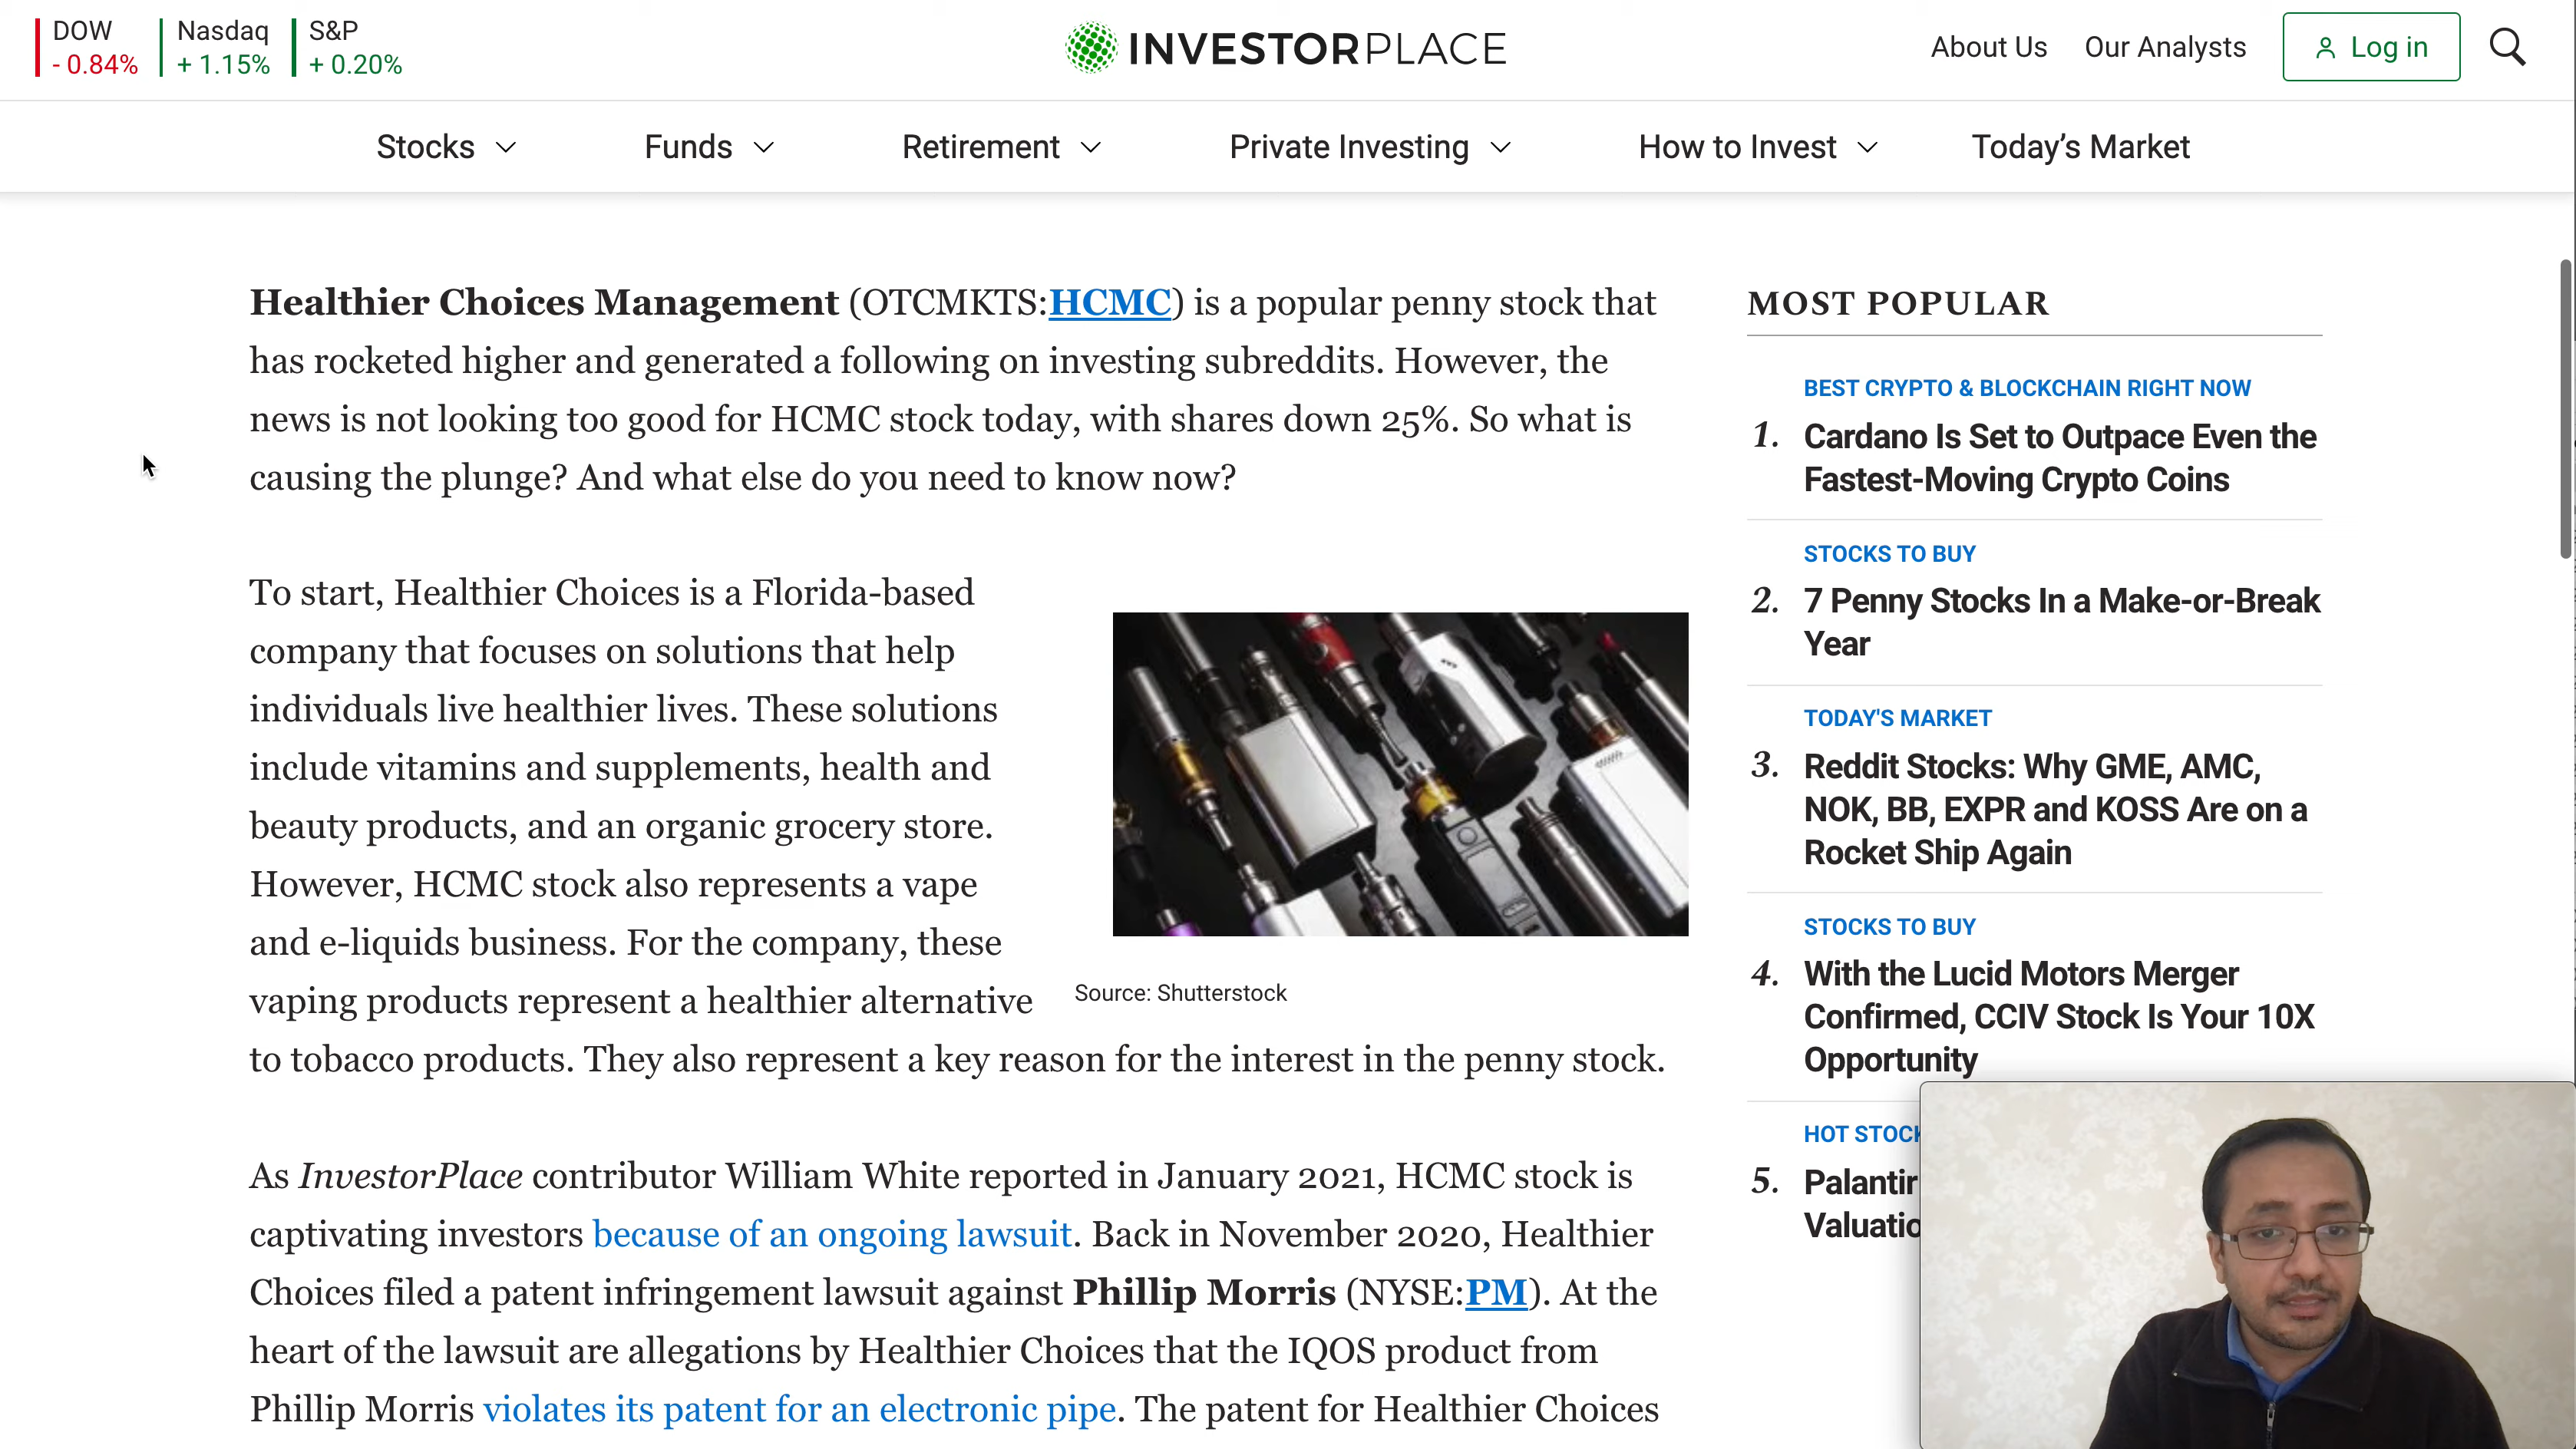 DOW
- 0.84%
Nasdaq
+ 1.15%
S&P
+ 0.20%
INVESTORPLACE
About Us
Our Analysts
Log in
Stocks
Funds
Retirement
Private Investing
How to Invest
Today’s Market
Healthier Choices Management (OTCMKTS:HCMC) is a popular penny stock that
has rocketed higher and generated a following on investing subreddits. However, the
news is not looking too good for HCMC stock today, with shares down 25%. So what is
causing the plunge? And what else do you need to know now?
To start, Healthier Choices is a Florida-based
company that focuses on solutions that help
individuals live healthier lives. These solutions
include vitamins and supplements, health and
beauty products, and an organic grocery store.
However, HCMC stock also represents a vape
and e-liquids business. For the company, these
vaping products represent a healthier alternative
to tobacco products. They also represent a key reason for the interest in the penny stock.
Source: Shutterstock
As InvestorPlace contributor William White reported in January 2021, HCMC stock is
captivating investors because of an ongoing lawsuit. Back in November 2020, Healthier
Choices filed a patent infringement lawsuit against Phillip Morris (NYSE:PM). At the
heart of the lawsuit are allegations by Healthier Choices that the IQOS product from
Phillip Morris violates its patent for an electronic pipe. The patent for Healthier Choices
MOST POPULAR
BEST CRYPTO & BLOCKCHAIN RIGHT NOW
1. Cardano Is Set to Outpace Even the
Fastest-Moving Crypto Coins
STOCKS TO BUY
2. 7 Penny Stocks In a Make-or-Break
Year
TODAY'S MARKET
3. Reddit Stocks: Why GME, AMC,
NOK, BB, EXPR and KOSS Are on a
Rocket Ship Again
STOCKS TO BUY
4. With the Lucid Motors Merger
Confirmed, CCIV Stock Is Your 10X
Opportunity
HOT STOCK
5. Palantir
Valuatio